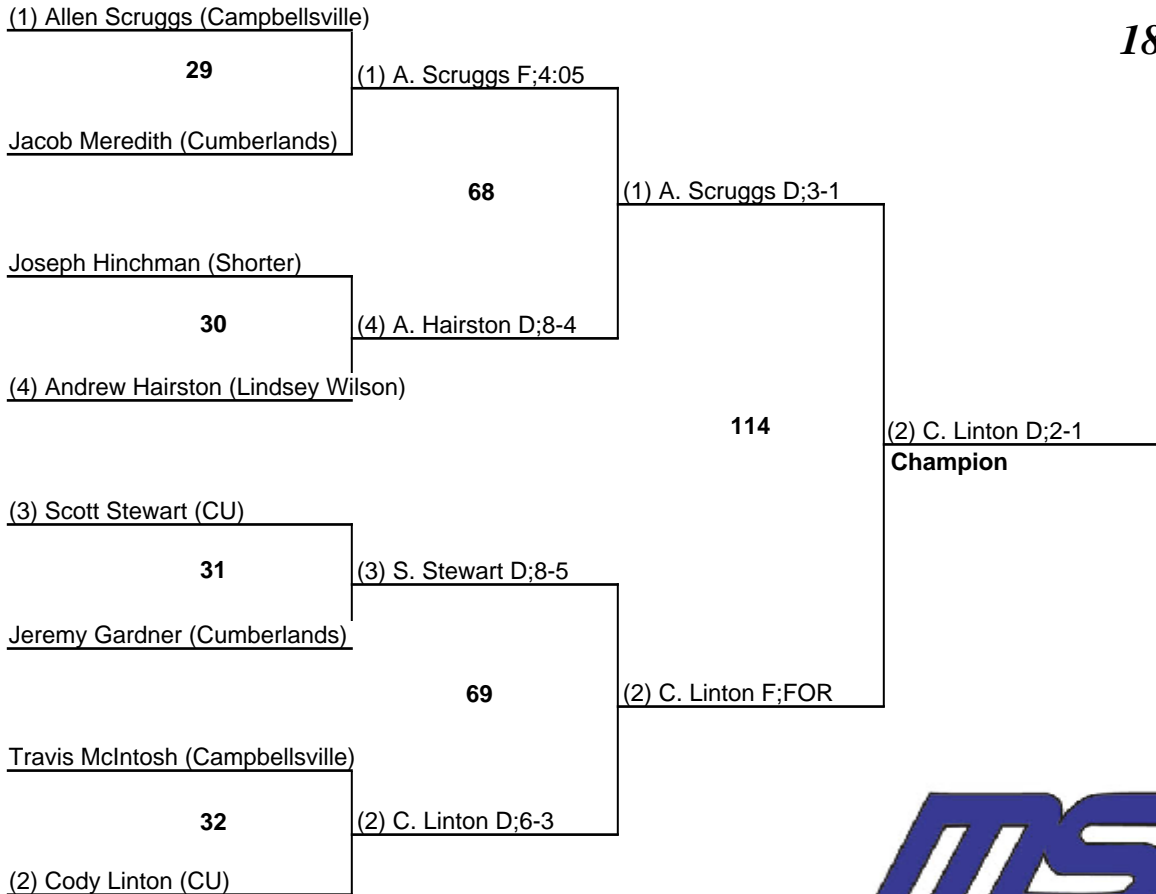 (1) Allen Scruggs (Campbellsville)
18
29
(1) A. Scruggs F;4:05
Jacob Meredith (Cumberlands)
68
(1) A. Scruggs D;3-1
Joseph Hinchman (Shorter)
30
(4) A. Hairston D;8-4
(4) Andrew Hairston (Lindsey Wilson)
114
(2) C. Linton D;2-1
Champion
(3) Scott Stewart (CU)
31
(3) S. Stewart D;8-5
Jeremy Gardner (Cumberlands)
69
(2) C. Linton F;FOR
Travis McIntosh (Campbellsville)
32
(2) C. Linton D;6-3
(2) Cody Linton (CU)
MS